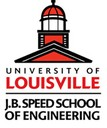 UNIVERSITY OF
LOUISVILLE
J.B. SPEED SCHOOL
OF ENGINEERING